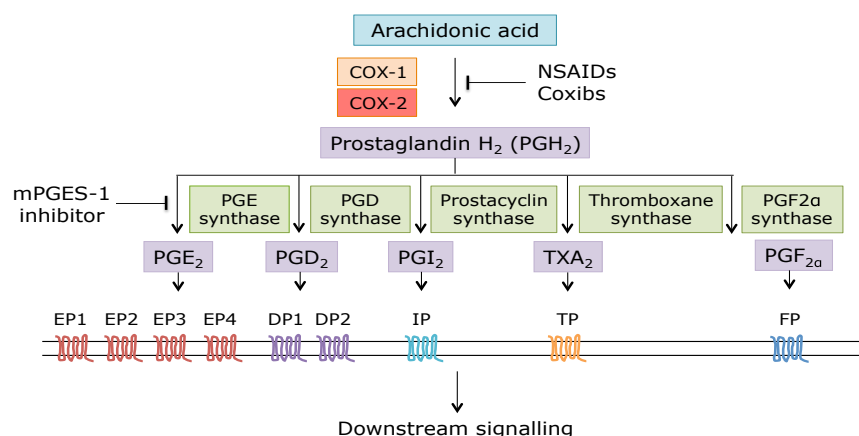 Arachidonic acid
COX-1
COX-2
NSAIDs
Coxibs
Prostaglandin H₂ (PGH₂)
mPGES-1
inhibitor
PGE
synthase
PGD
synthase
Prostacyclin
synthase
Thromboxane
synthase
PGF2α
synthase
PGE₂
PGD₂
PGI₂
TXA₂
PGF₂α
EP1 EP2 EP3 EP4 DP1 DP2 IP TP FP
Downstream signalling